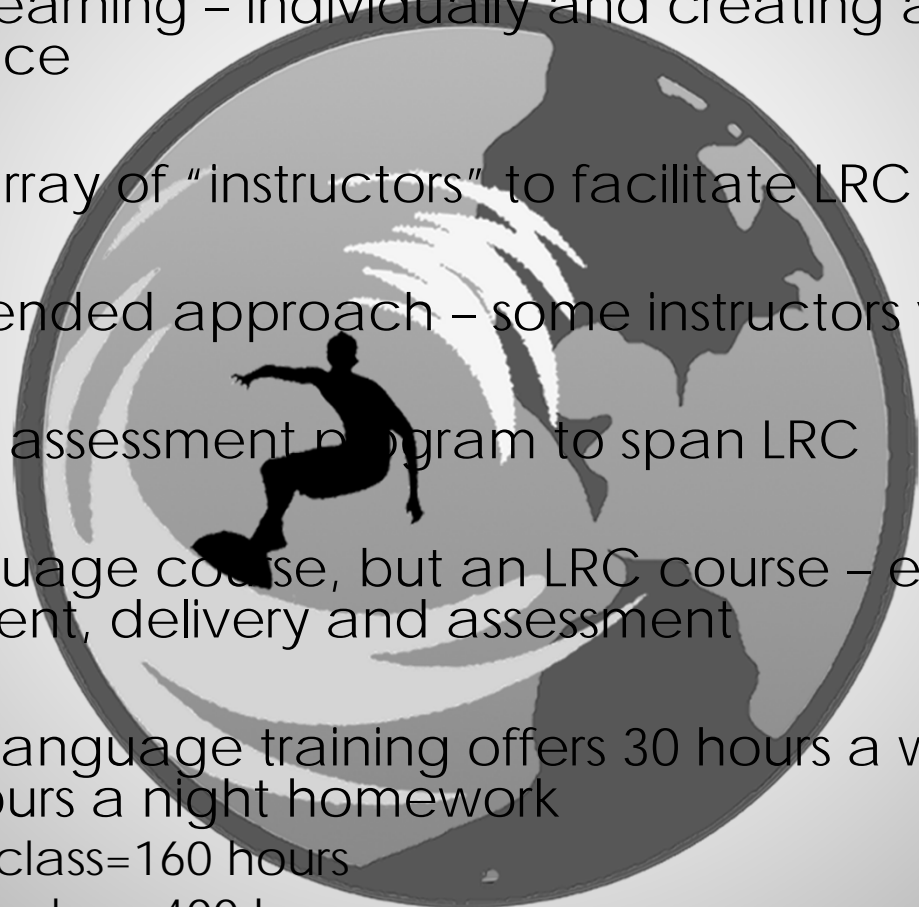 earning – individually and creating a
ce
rray of “instructors” to facilitate LRC
ended approach – some instructors
assessment program to span LRC
uage course, but an LRC course – e
ent, delivery and assessment
anguage training offers 30 hours a w
ours a night homework
class=160 hours